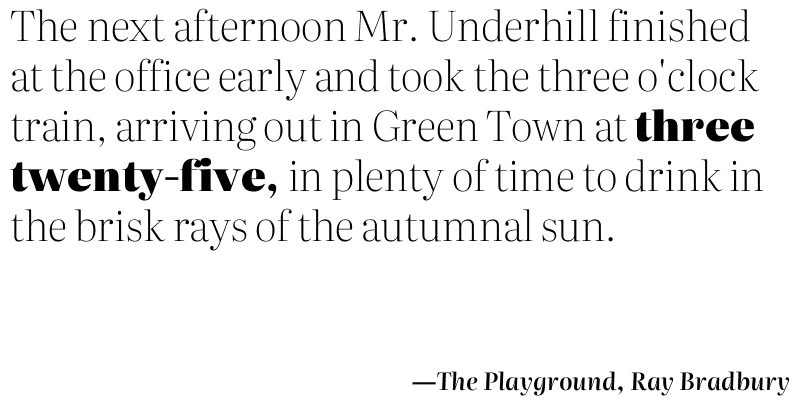 The next afternoon Mr. Underhill finished
at the office early and took the three o'clock
train, arriving out in Green Town at three
twenty-five, in plenty of time to drink in
the brisk rays of the autumnal sun.
—The Playground, Ray Bradbury